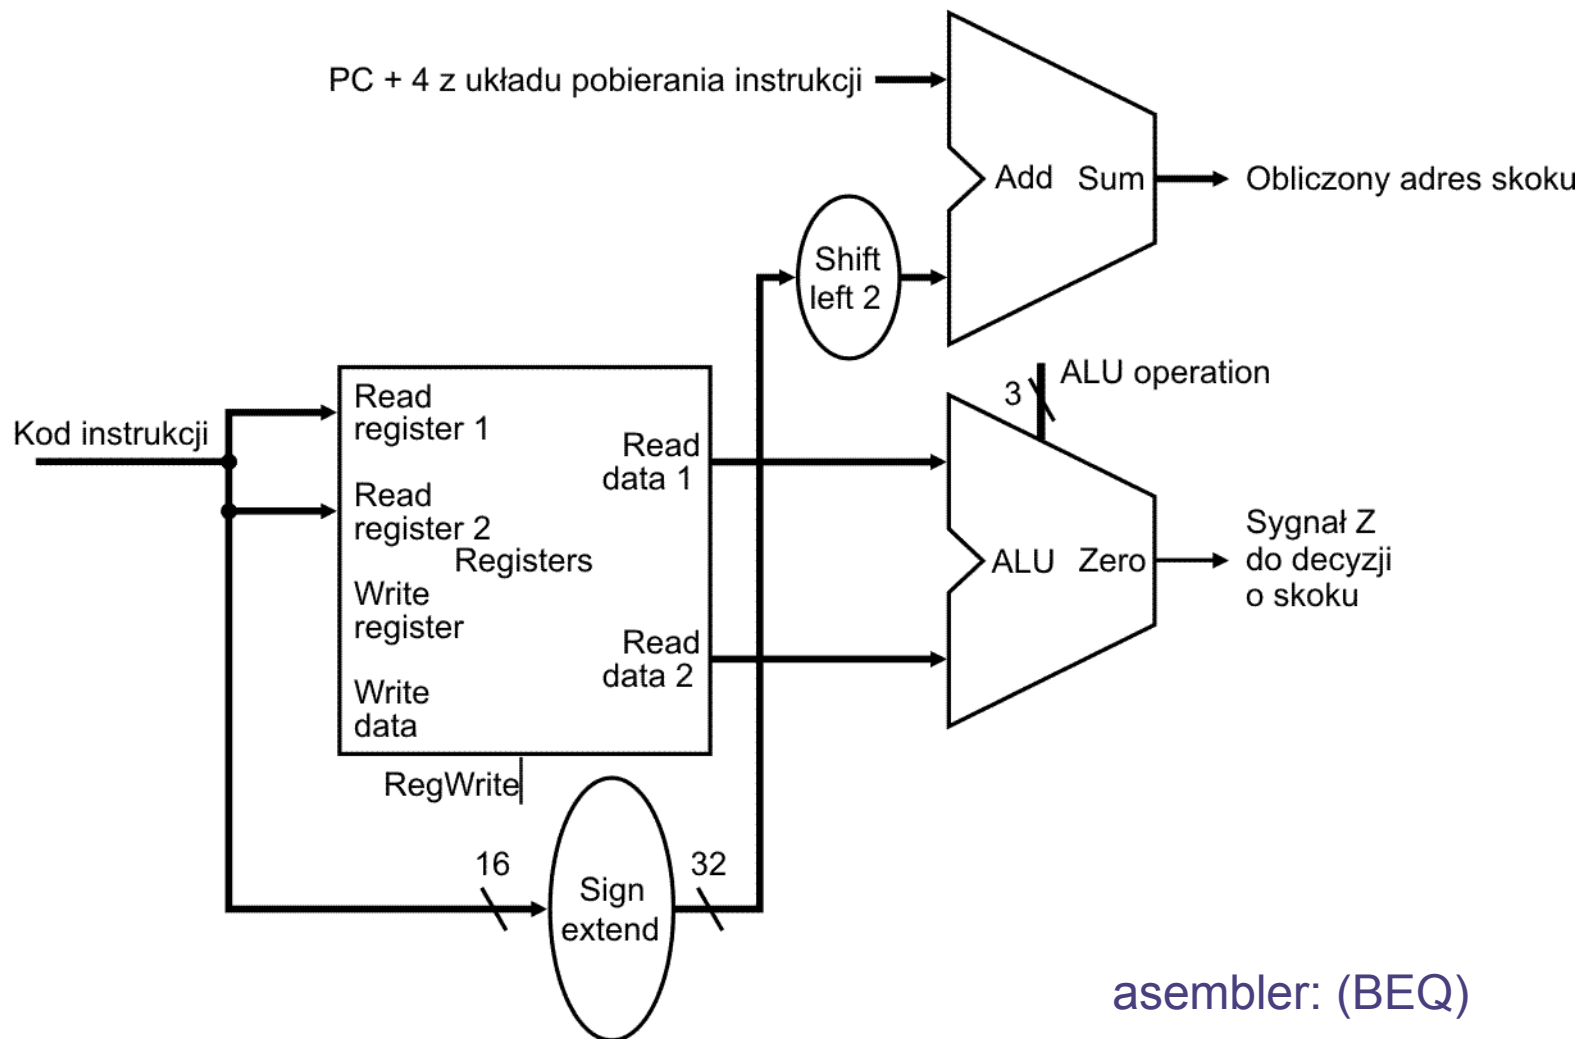 PC + 4 z układu pobierania instrukcji
Add Sum
Obliczony adres skoku
Shift
left 2
ALU operation
3
Kod instrukcji
Read
register 1
Read
data 1
Read
register 2
Registers
Write
register
Read
data 2
Write
data
RegWrite
ALU Zero
Sygnał Z
do decyzji
o skoku
16
Sign
extend
32
asembler: (BEQ)